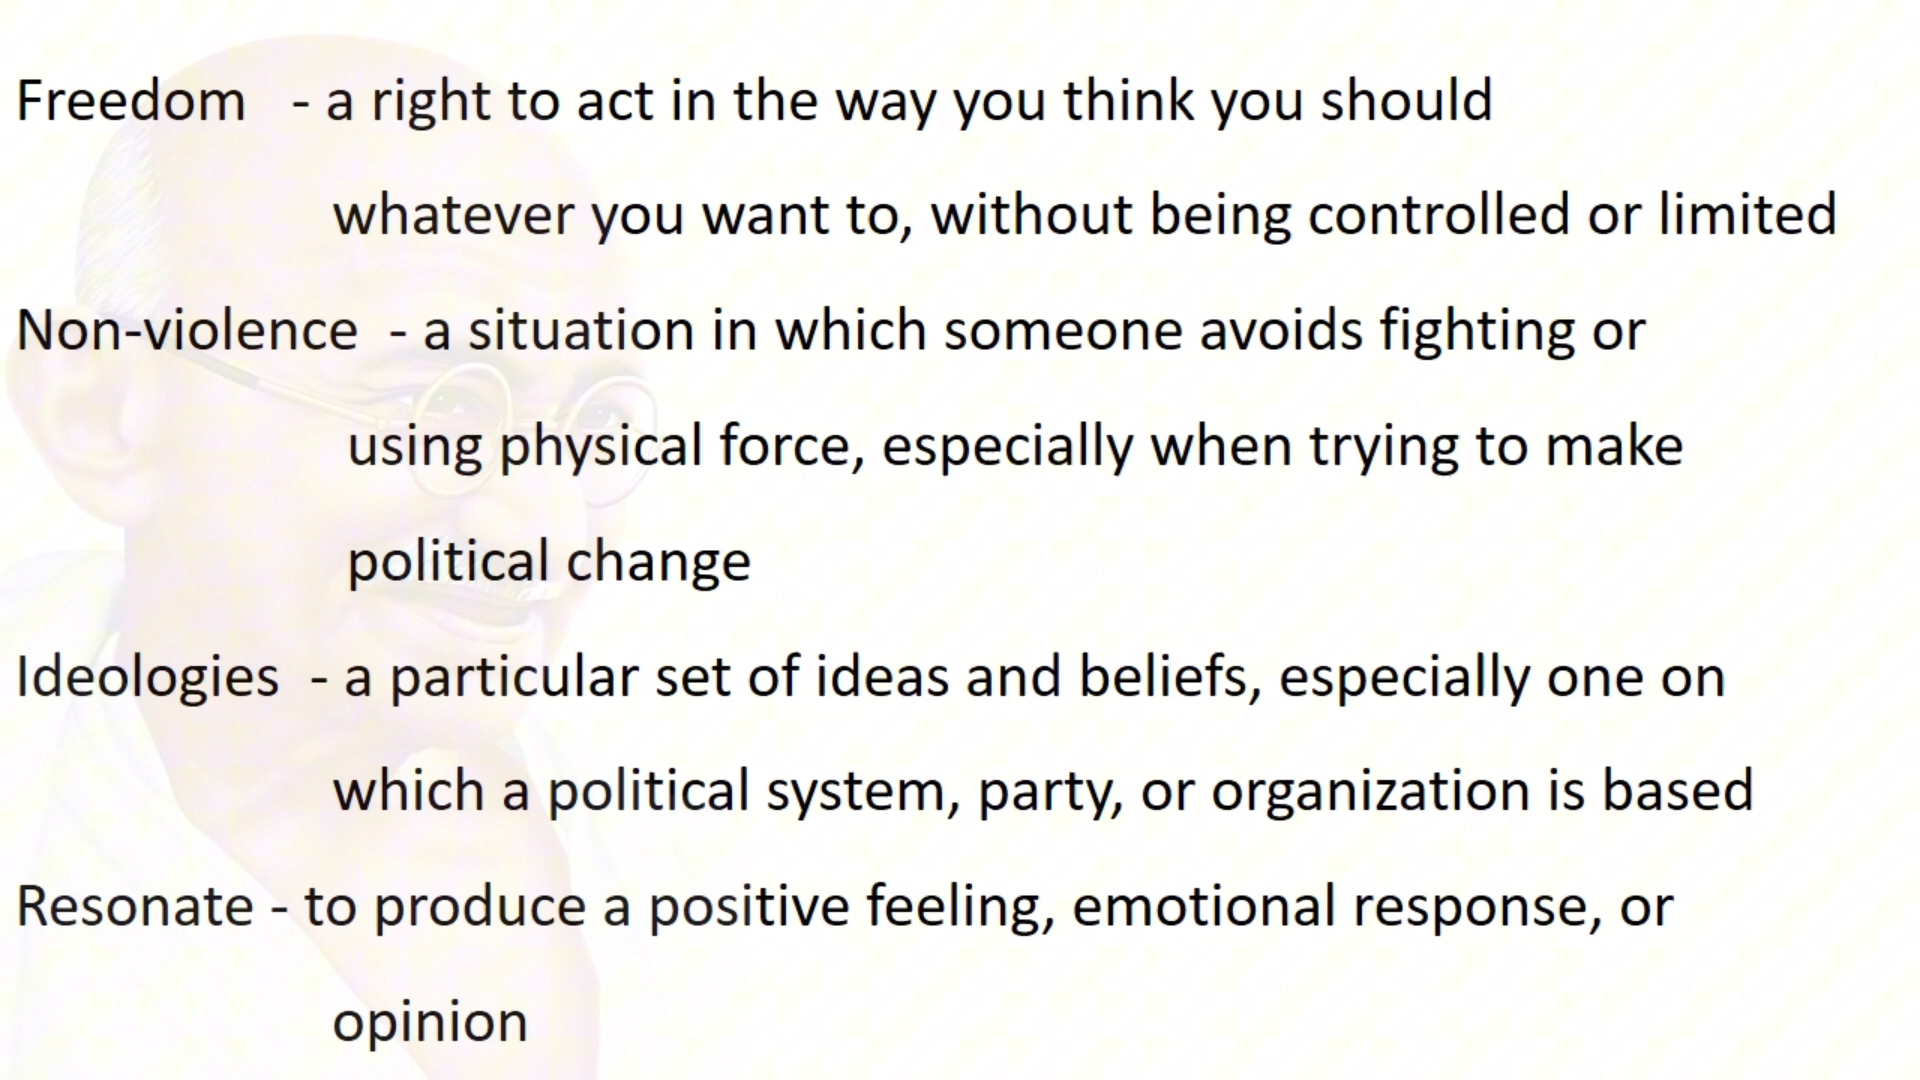 Freedom - a right to act in the way you think you should
whatever you want to, without being controlled or limited
Non-violence - a situation in which someone avoids fighting or
using physical force, especially when trying to make
political change
Ideologies - a particular set of ideas and beliefs, especially one on
which a political system, party, or organization is based
Resonate - to produce a positive feeling, emotional response, or
opinion